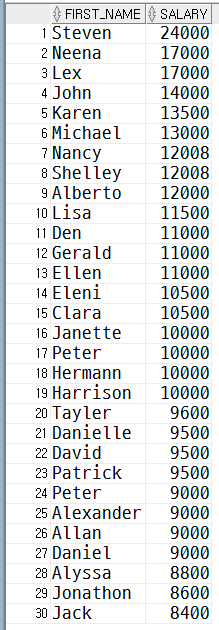 FIRST_NAME SALARY
1 Steven 24000
2 Neena 17000
3 Lex 17000
4 John 14000
5 Karen 13500
6 Michael 13000
7 Nancy 12008
8 Shelley 12008
9 Alberto 12000
10 Lisa 11500
11 Den 11000
12 Gerald 11000
13 Ellen 11000
14 Eleni 10500
15 Clara 10500
16 Janette 10000
17 Peter 10000
18 Hermann 10000
19 Harrison 10000
20 Tayler 9600
21 Danielle 9500
22 David 9500
23 Patrick 9500
24 Peter 9000
25 Alexander 9000
26 Allan 9000
27 Daniel 9000
28 Alyssa 8800
29 Jonathon 8600
30 Jack 8400